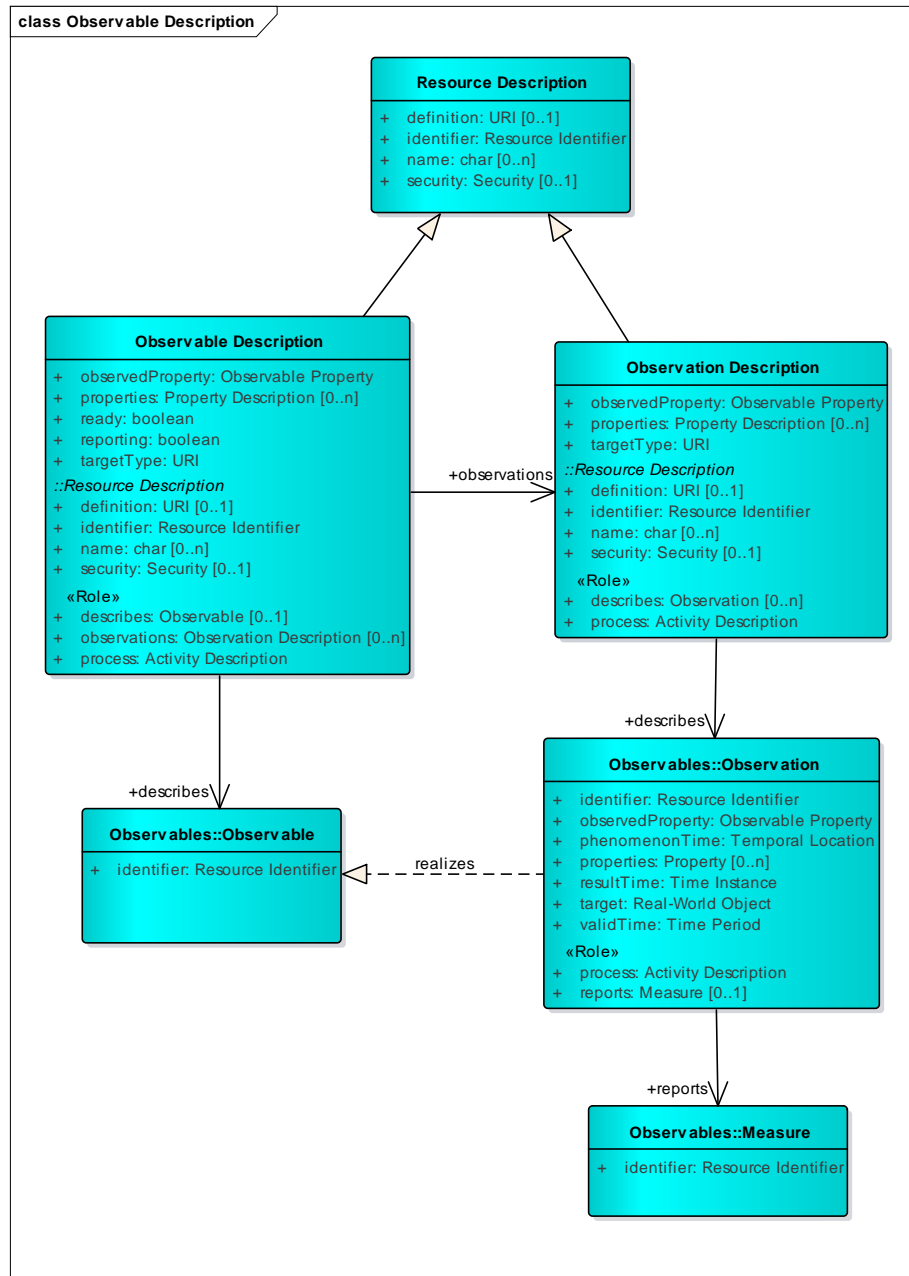 class Observable Description
Resource Description
+ definition: URI [0..1]
+ identifier: Resource Identifier
+ name: char [0..n]
+ security: Security [0..1]
Observable Description
+ observedProperty: Observable Property
+ properties: Property Description [0..n]
+ ready: boolean
+ reporting: boolean
+ targetType: URI
::Resource Description
+ definition: URI [0..1]
+ identifier: Resource Identifier
+ name: char [0..n]
+ security: Security [0..1]
«Role»
+ describes: Observable [0..1]
+ observations: Observation Description [0..n]
+ process: Activity Description
+observations
Observation Description
+ observedProperty: Observable Property
+ properties: Property Description [0..n]
+ targetType: URI
::Resource Description
+ definition: URI [0..1]
+ identifier: Resource Identifier
+ name: char [0..n]
+ security: Security [0..1]
«Role»
+ describes: Observation [0..n]
+ process: Activity Description
+describes
+describes
Observables::Observable
+ identifier: Resource Identifier
realizes
Observables::Observation
+ identifier: Resource Identifier
+ observedProperty: Observable Property
+ phenomenonTime: Temporal Location
+ properties: Property [0..n]
+ resultTime: Time Instance
+ target: Real-World Object
+ validTime: Time Period
«Role»
+ process: Activity Description
+ reports: Measure [0..1]
+reports
Observables::Measure
+ identifier: Resource Identifier